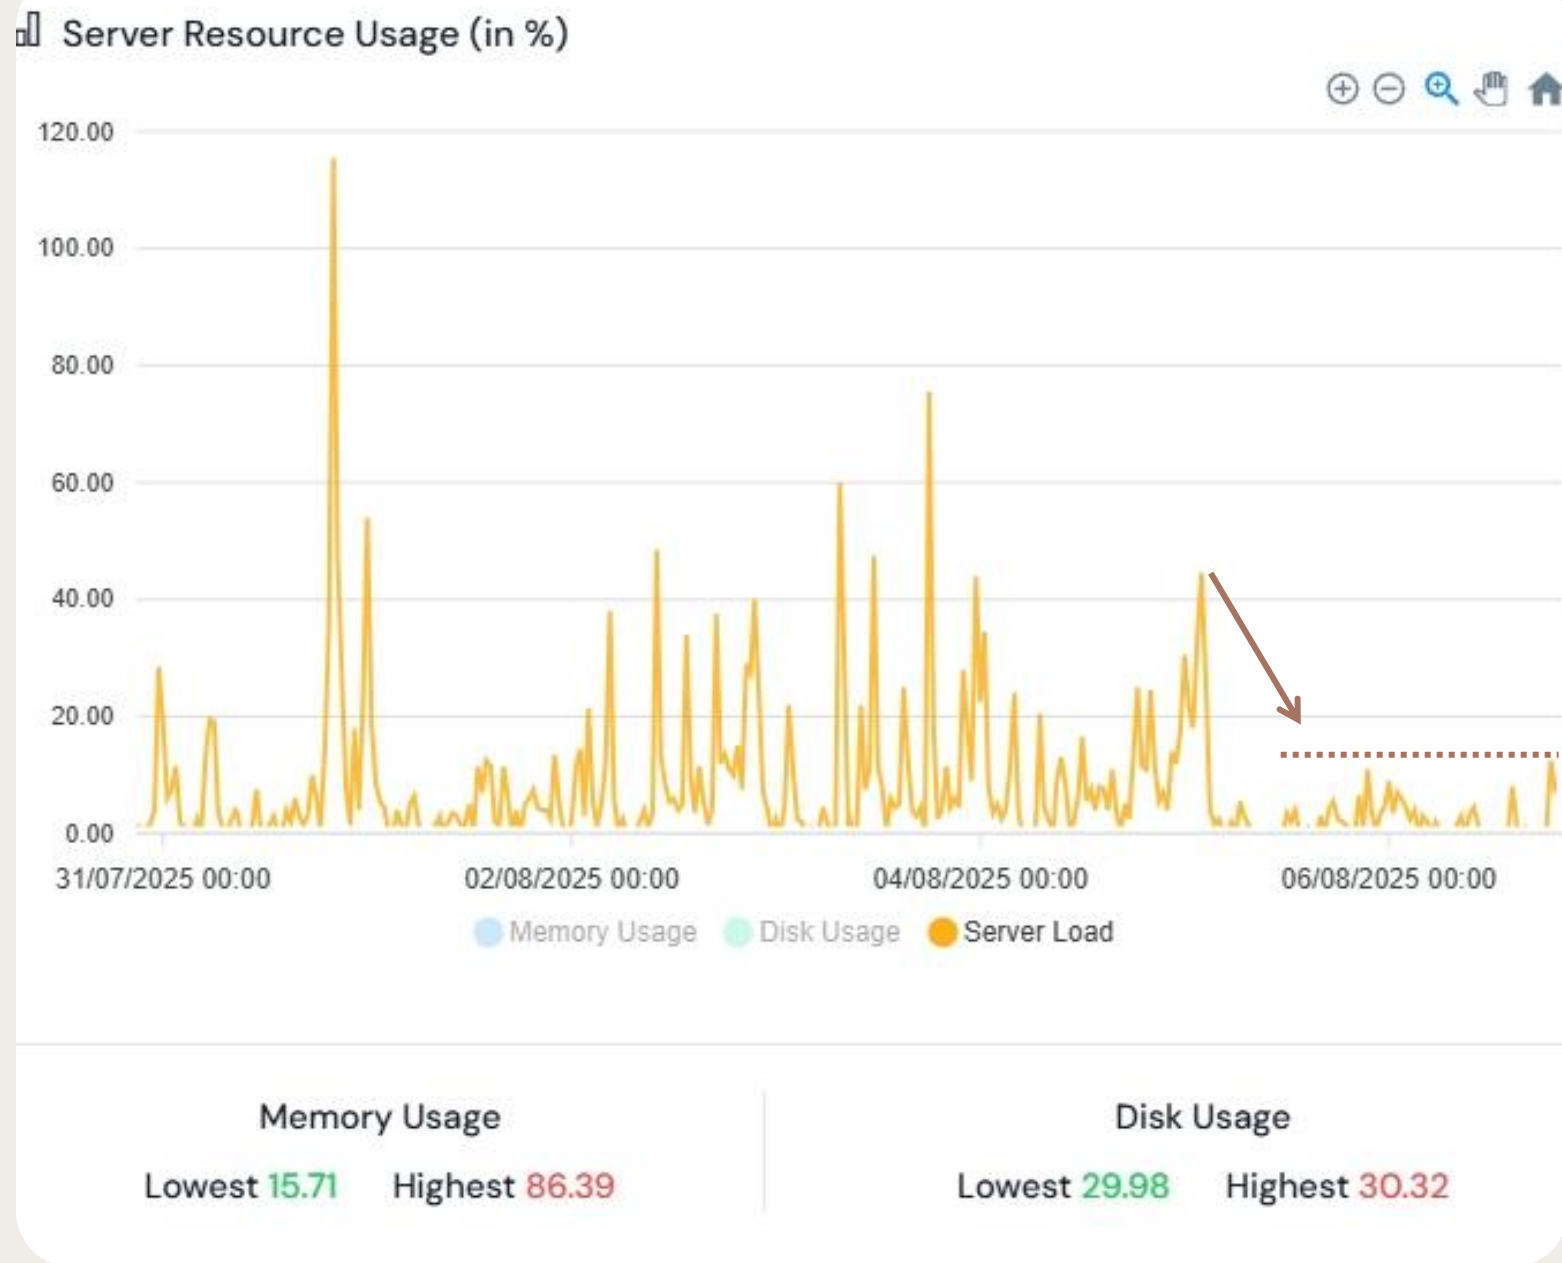 Server Resource Usage (in %)
120.00
100.00
80.00
60.00
40.00
20.00
0.00
31/07/2025 00:00 02/08/2025 00:00 04/08/2025 00:00 06/08/2025 00:00
Memory Usage Disk Usage Server Load
Memory Usage Disk Usage
Lowest 15.71 Highest 86.39 Lowest 29.98 Highest 30.32